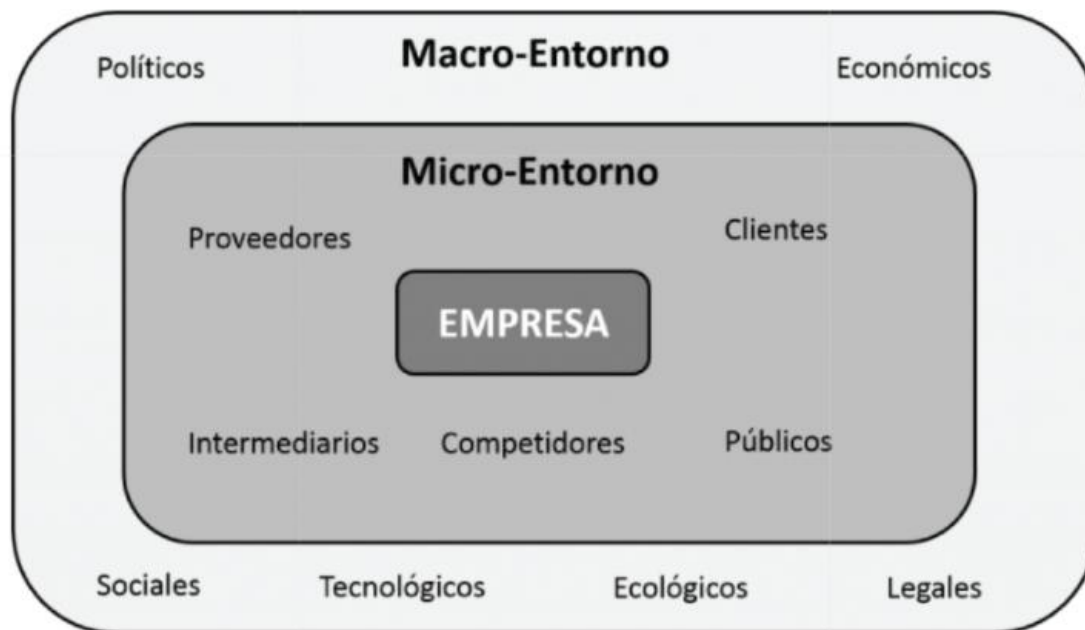 Macro-Entorno
Políticos
Económicos
Micro-Entorno
Proveedores
Clientes
EMPRESA
Intermediarios
Competidores
Públicos
Sociales
Tecnológicos
Ecológicos
Legales